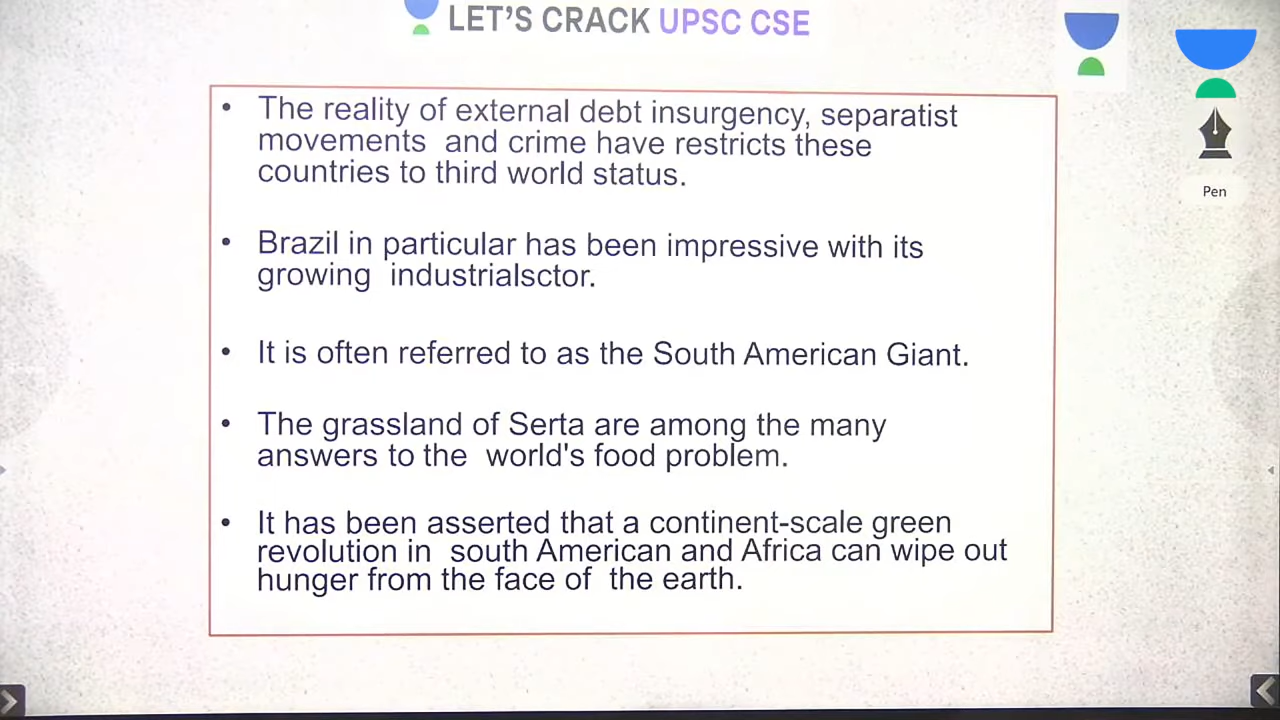 LET'S CRACK UPSC CSE
• The reality of external debt insurgency, separatist
movements and crime have restricts these
countries to third world status.
• Brazil in particular has been impressive with its
growing industrialsctor.
• It is often referred to as the South American Giant.
• The grassland of Serta are among the many
answers to the world's food problem.
• It has been asserted that a continent-scale green
revolution in south American and Africa can wipe out
hunger from the face of the earth.
Pen